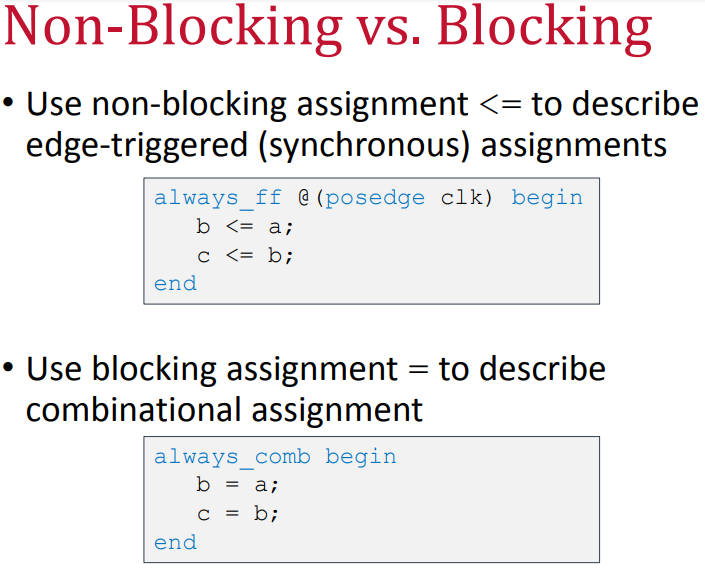 Non-Blocking vs. Blocking
• Use non-blocking assignment <= to describe
edge-triggered (synchronous) assignments
always_ff @(posedge clk) begin
b <= a;
c <= b;
end
• Use blocking assignment = to describe
combinational assignment
always_comb begin
b = a;
c = b;
end